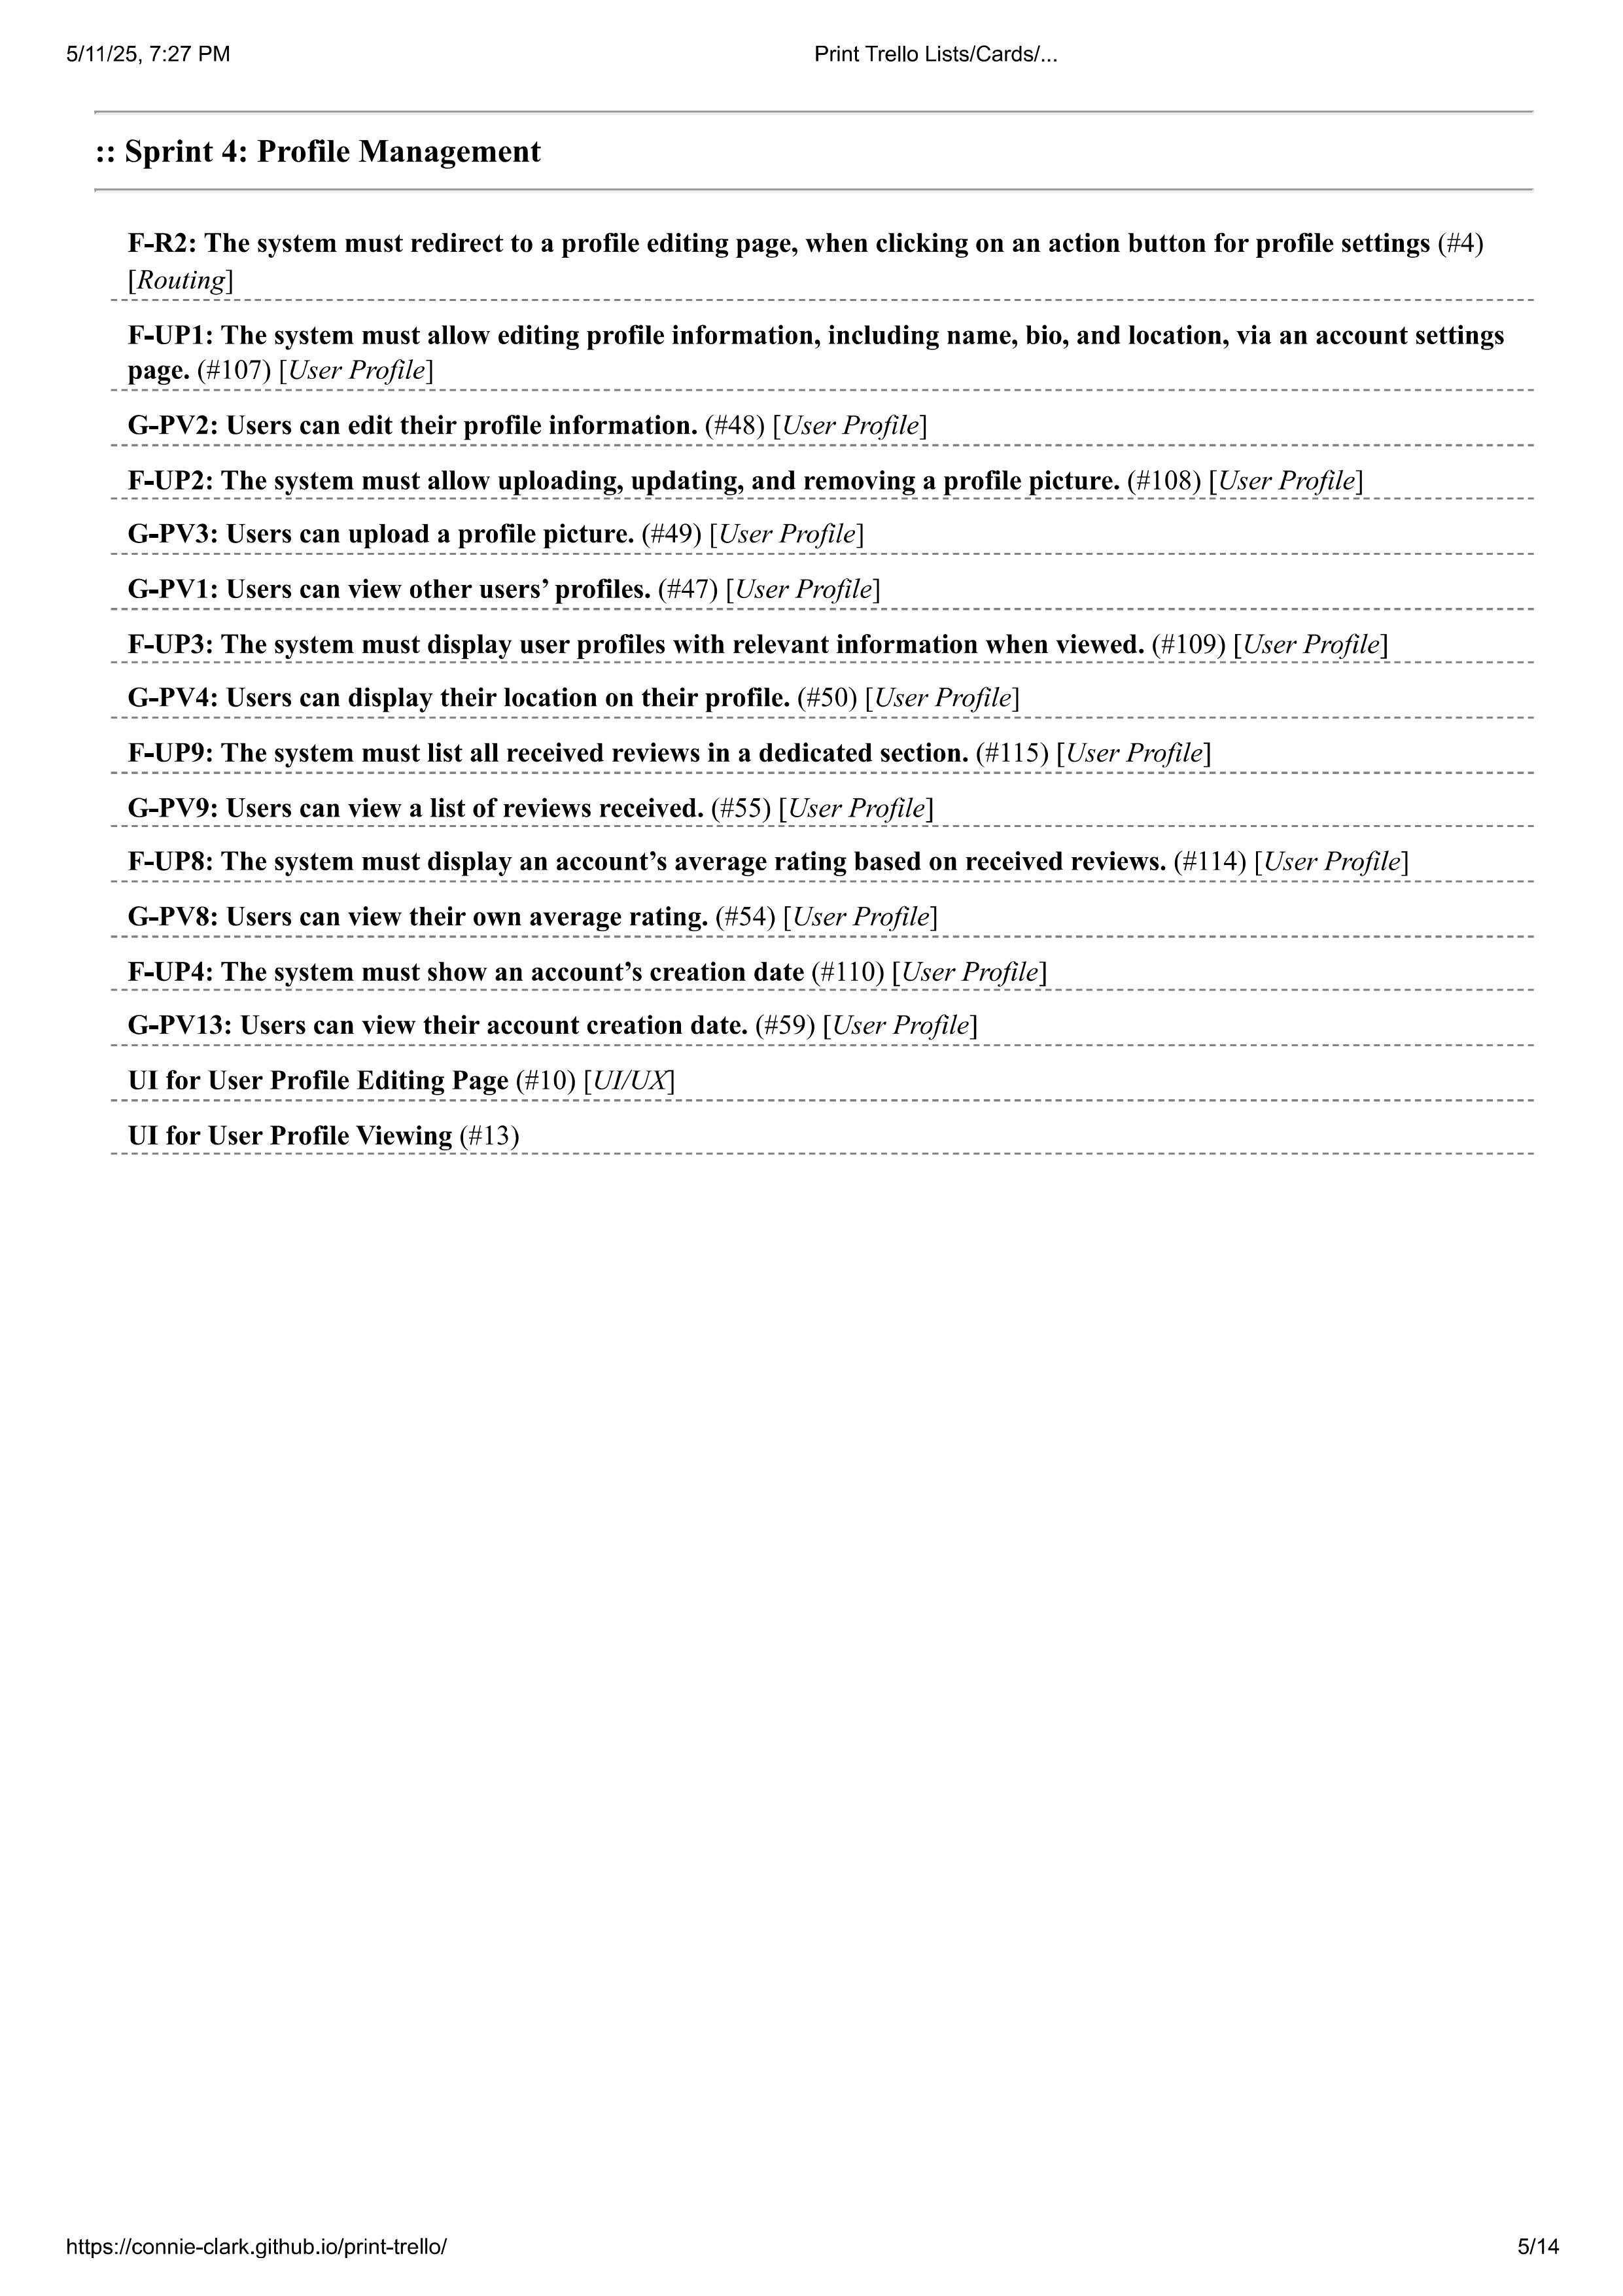 5/11/25, 7:27 PM Print Trello Lists/Cards/...
:: Sprint 4: Profile Management
F-R2: The system must redirect to a profile editing page, when clicking on an action button for profile settings (#4)
[Routing]
F-UP1: The system must allow editing profile information, including name, bio, and location, via an account settings
page. (#107) [User Profile]
G-PV2: Users can edit their profile information. (#48) [User Profile]
F-UP2: The system must allow uploading, updating, and removing a profile picture. (#108) [User Profile]
G-PV3: Users can upload a profile picture. (#49) [User Profile]
G-PV1: Users can view other users’ profiles. (#47) [User Profile]
F-UP3: The system must display user profiles with relevant information when viewed. (#109) [User Profile]
G-PV4: Users can display their location on their profile. (#50) [User Profile]
F-UP9: The system must list all received reviews in a dedicated section. (#115) [User Profile]
G-PV9: Users can view a list of reviews received. (#55) [User Profile]
F-UP8: The system must display an account’s average rating based on received reviews. (#114) [User Profile]
G-PV8: Users can view their own average rating. (#54) [User Profile]
F-UP4: The system must show an account’s creation date (#110) [User Profile]
G-PV13: Users can view their account creation date. (#59) [User Profile]
UI for User Profile Editing Page (#10) [UI/UX]
UI for User Profile Viewing (#13)
https://connie-clark.github.io/print-trello/ 5/14